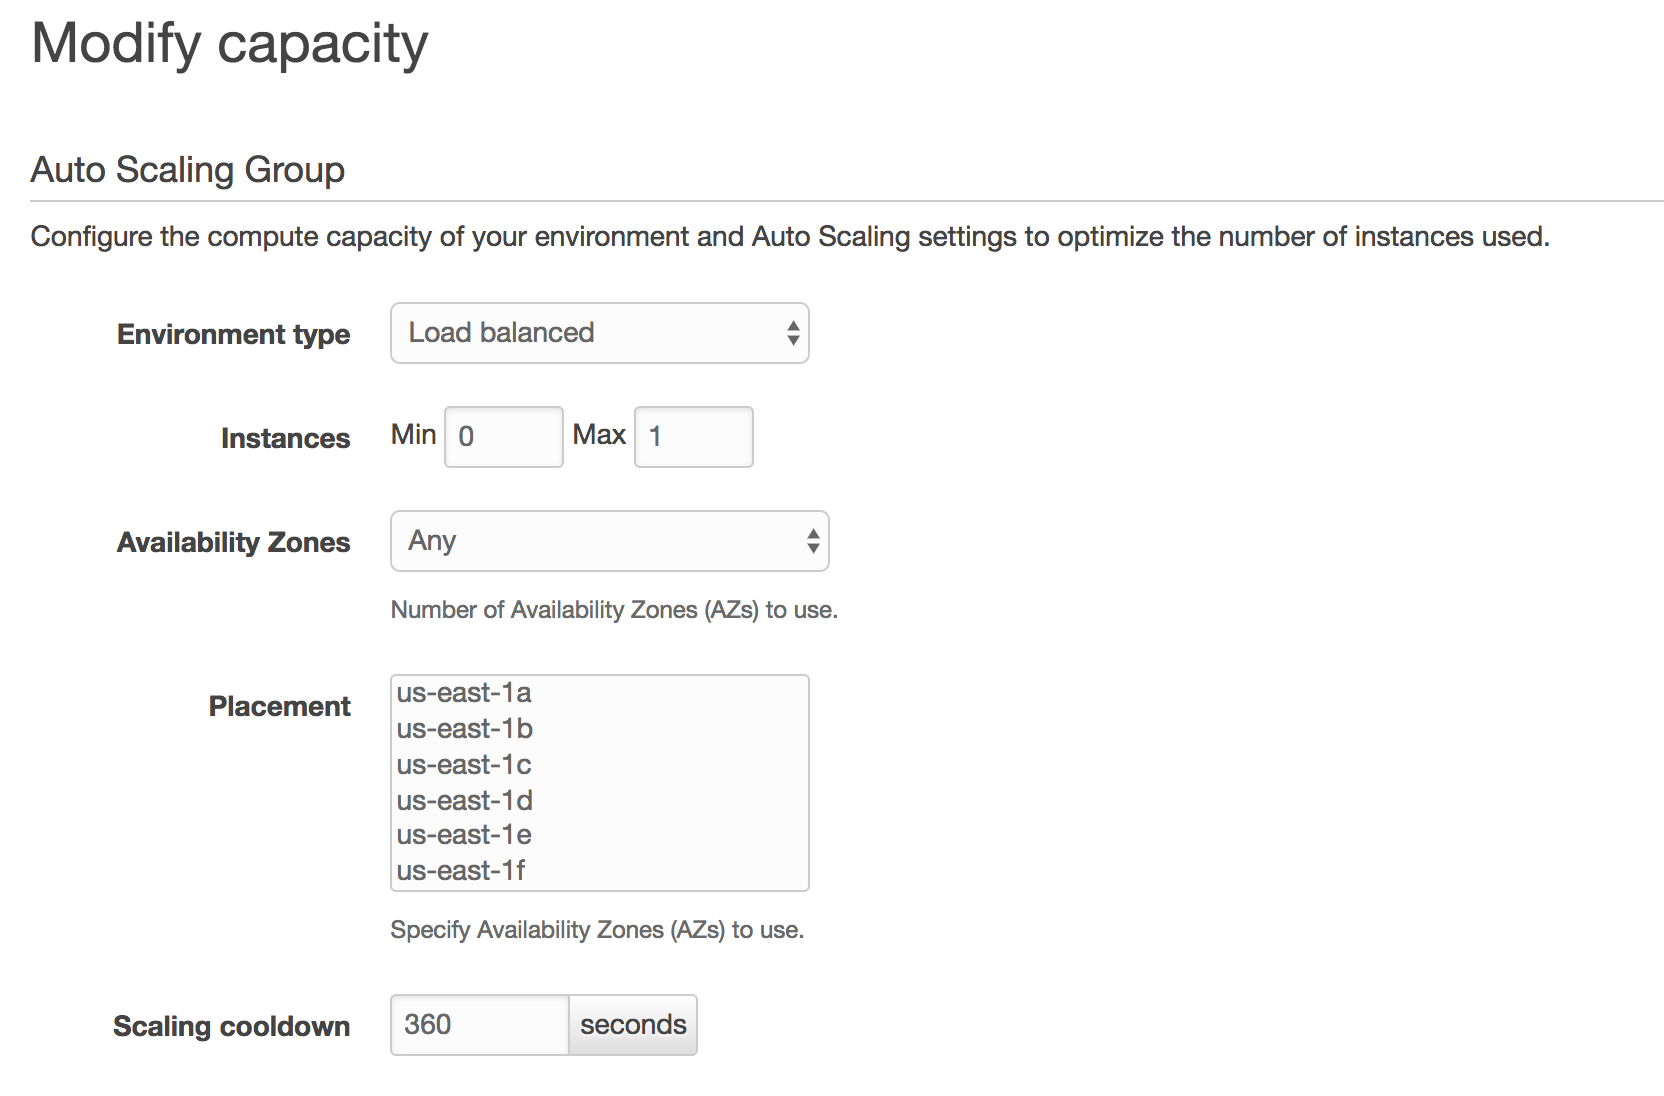 Modify capacity
Auto Scaling Group
Configure the compute capacity of your environment and Auto Scaling settings to optimize the number of instances used.
Environment type Load balanced
Instances Min 0 Max 1
Availability Zones Any
Number of Availability Zones (AZs) to use.
Placement us-east-1a
us-east-1b
us-east-1c
us-east-1d
us-east-1e
us-east-1f
Specify Availability Zones (AZs) to use.
Scaling cooldown 360 seconds